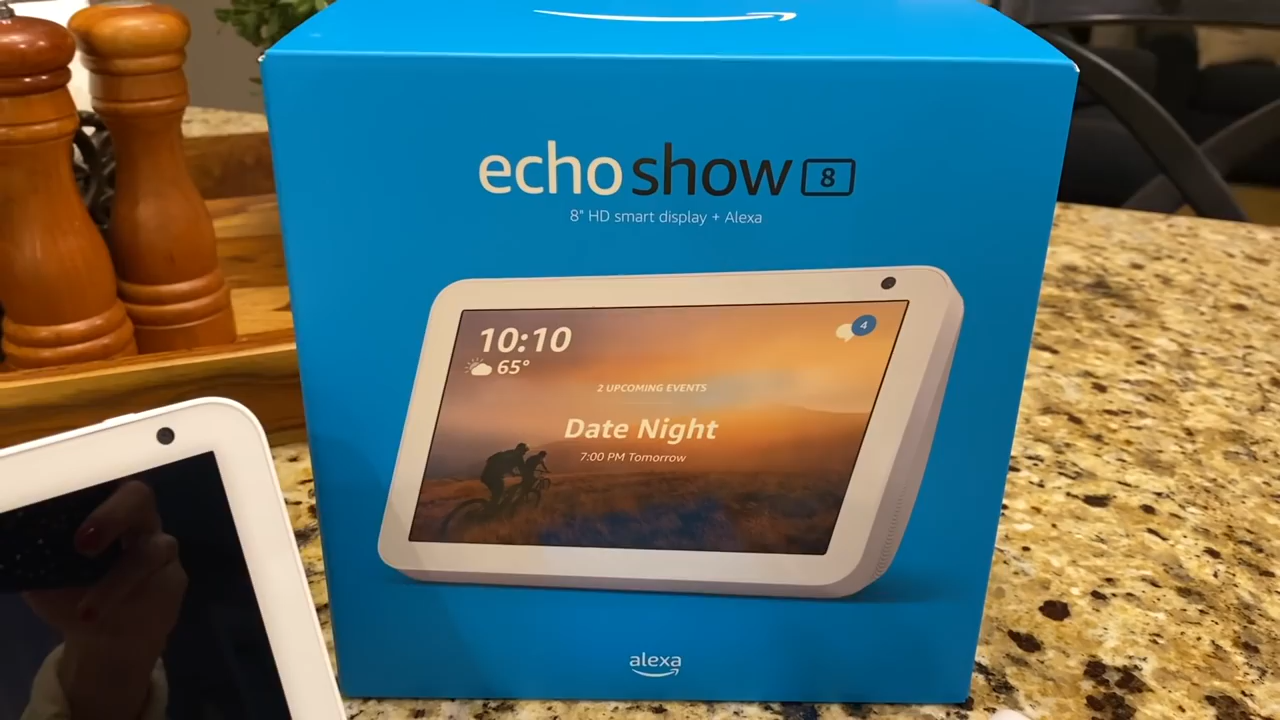 echo show 8
8" HD smart display + Alexa
10:10
4
65°
2 UPCOMING EVENTS
Date Night
7:00 PM Tomorrow
alexa